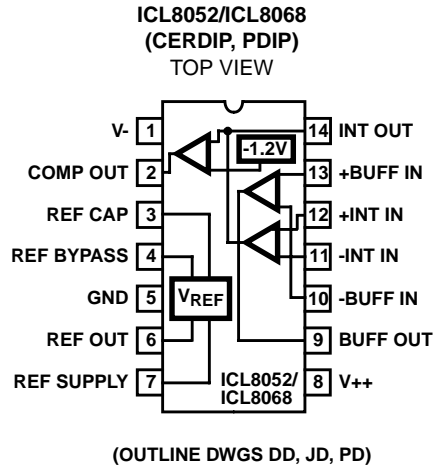 ICL8052/ICL8068
(CERDIP, PDIP)
TOP VIEW
V- 1
COMP OUT 2
REF CAP 3
REF BYPASS 4
GND 5
REF OUT 6
REF SUPPLY 7
14 INT OUT
13 +BUFF IN
12 +INT IN
11 -INT IN
10 -BUFF IN
9 BUFF OUT
8 V++
-1.2V
VREF
ICL8052/
ICL8068
(OUTLINE DWGS DD, JD, PD)